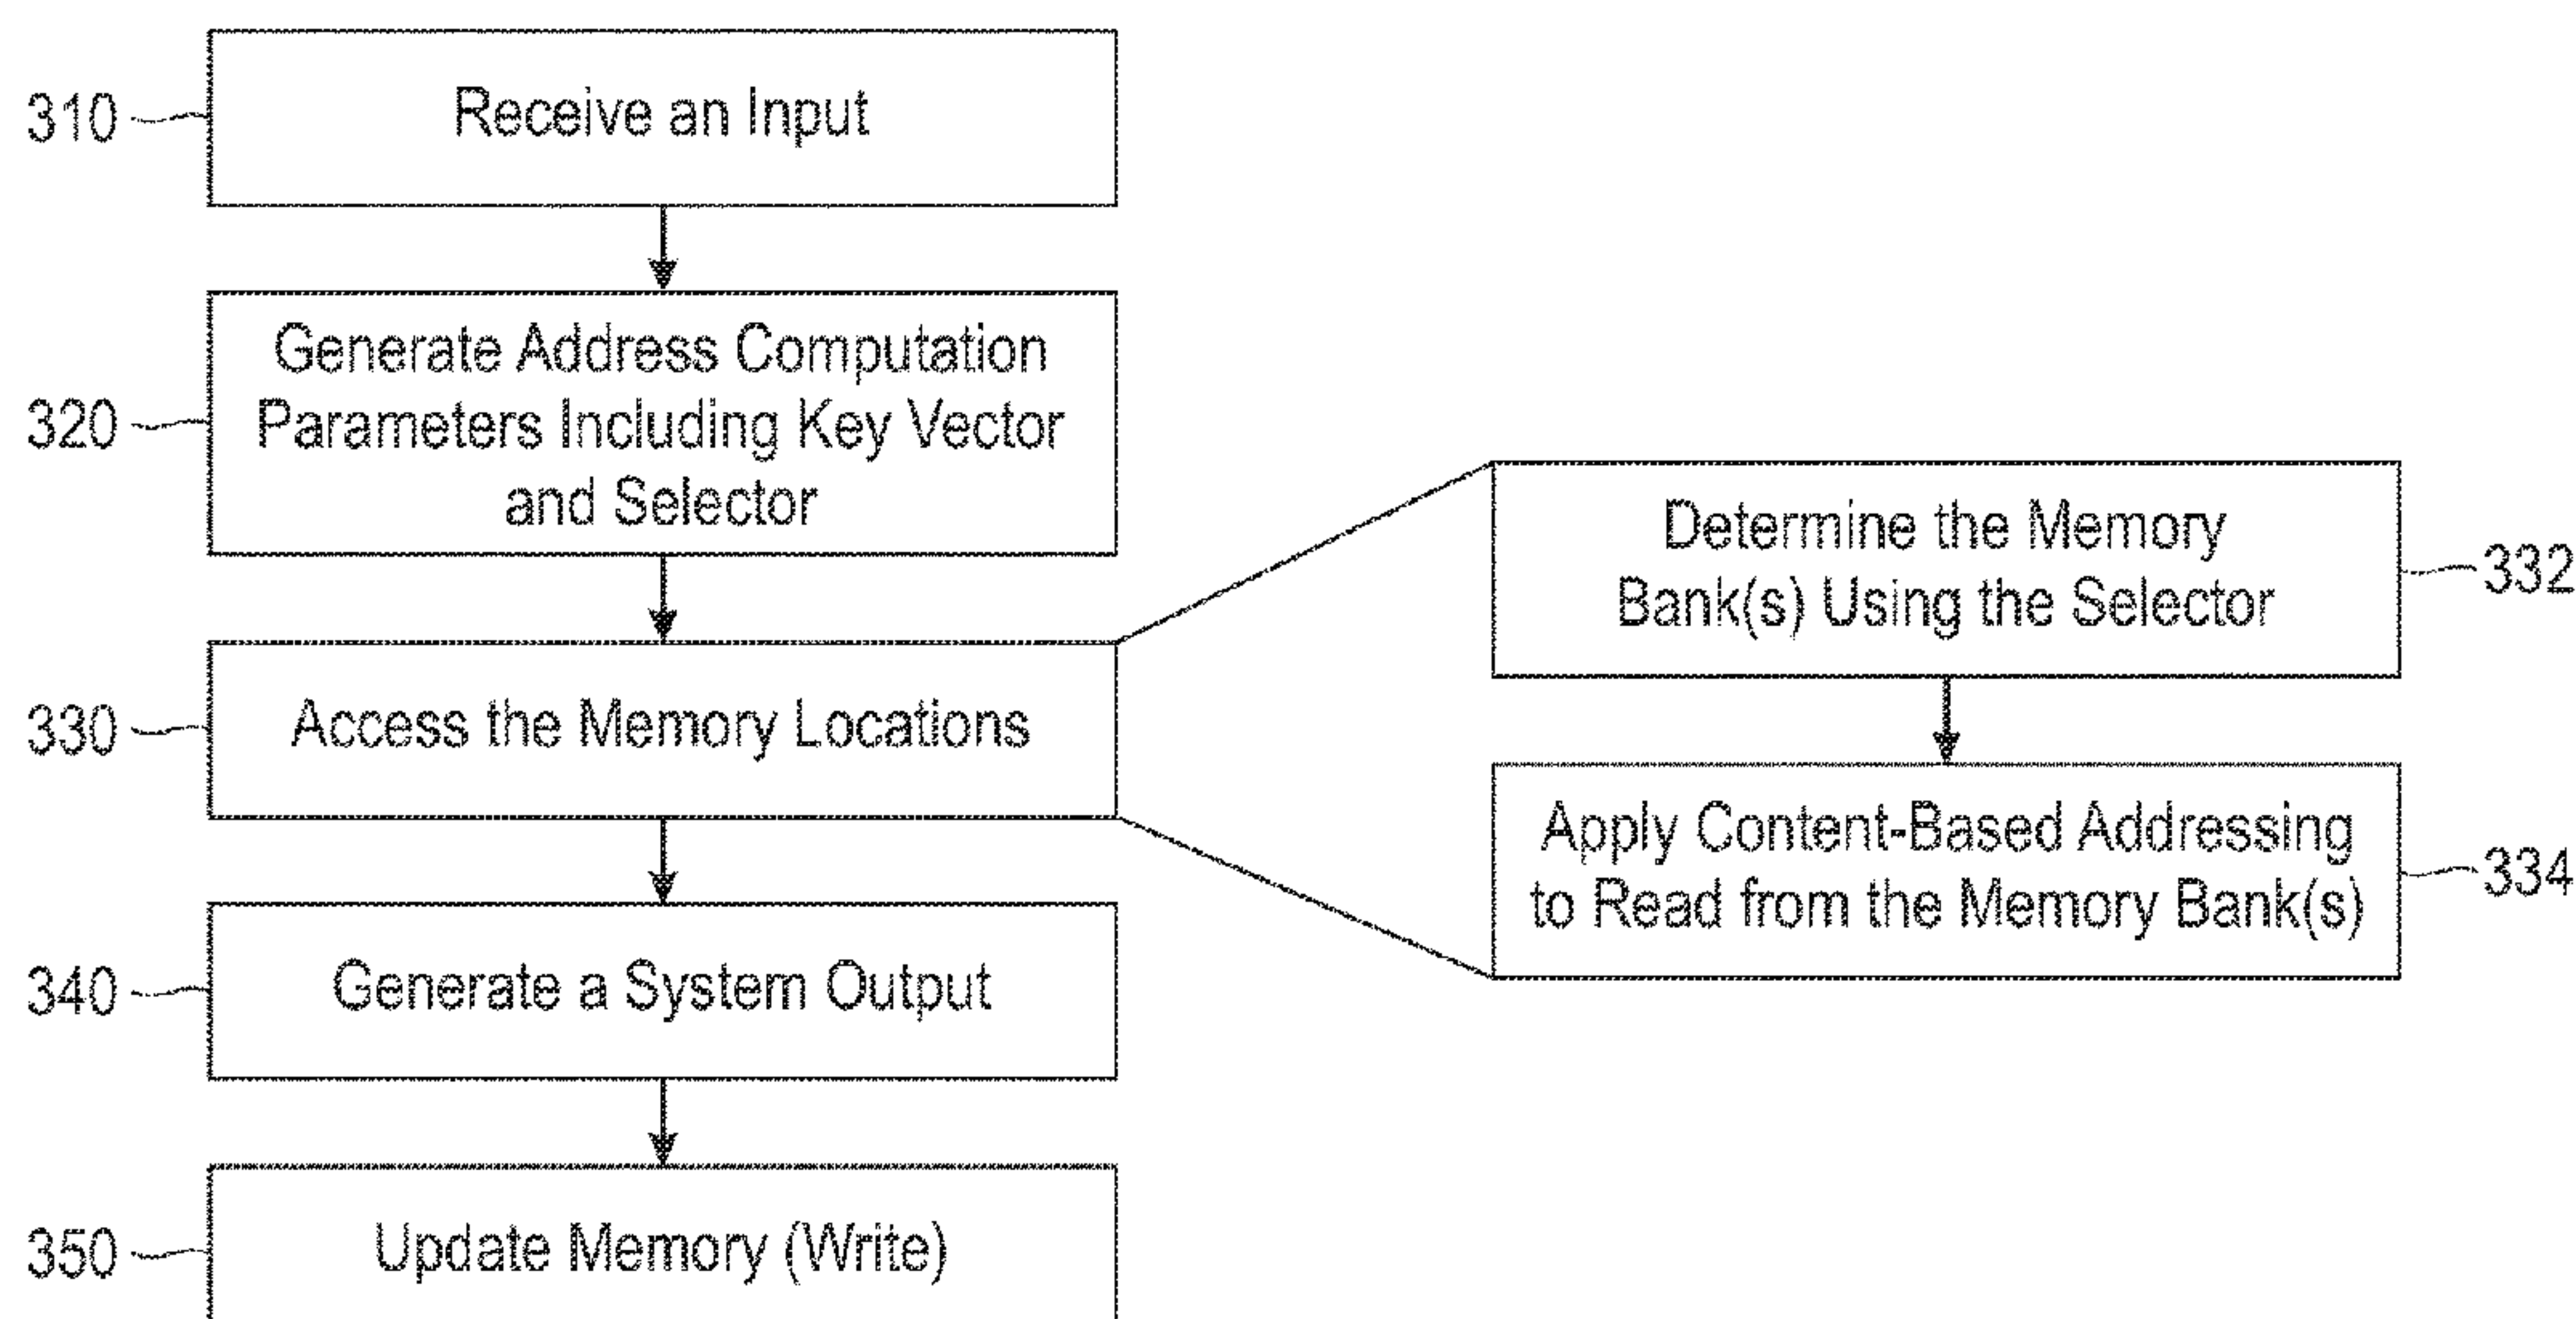 310
Receive an Input
320
Generate Address Computation
Parameters Including Key Vector
and Selector
330
Access the Memory Locations
332
Determine the Memory
Bank(s) Using the Selector
334
Apply Content-Based Addressing
to Read from the Memory Bank(s)
340
Generate a System Output
350
Update Memory (Write)